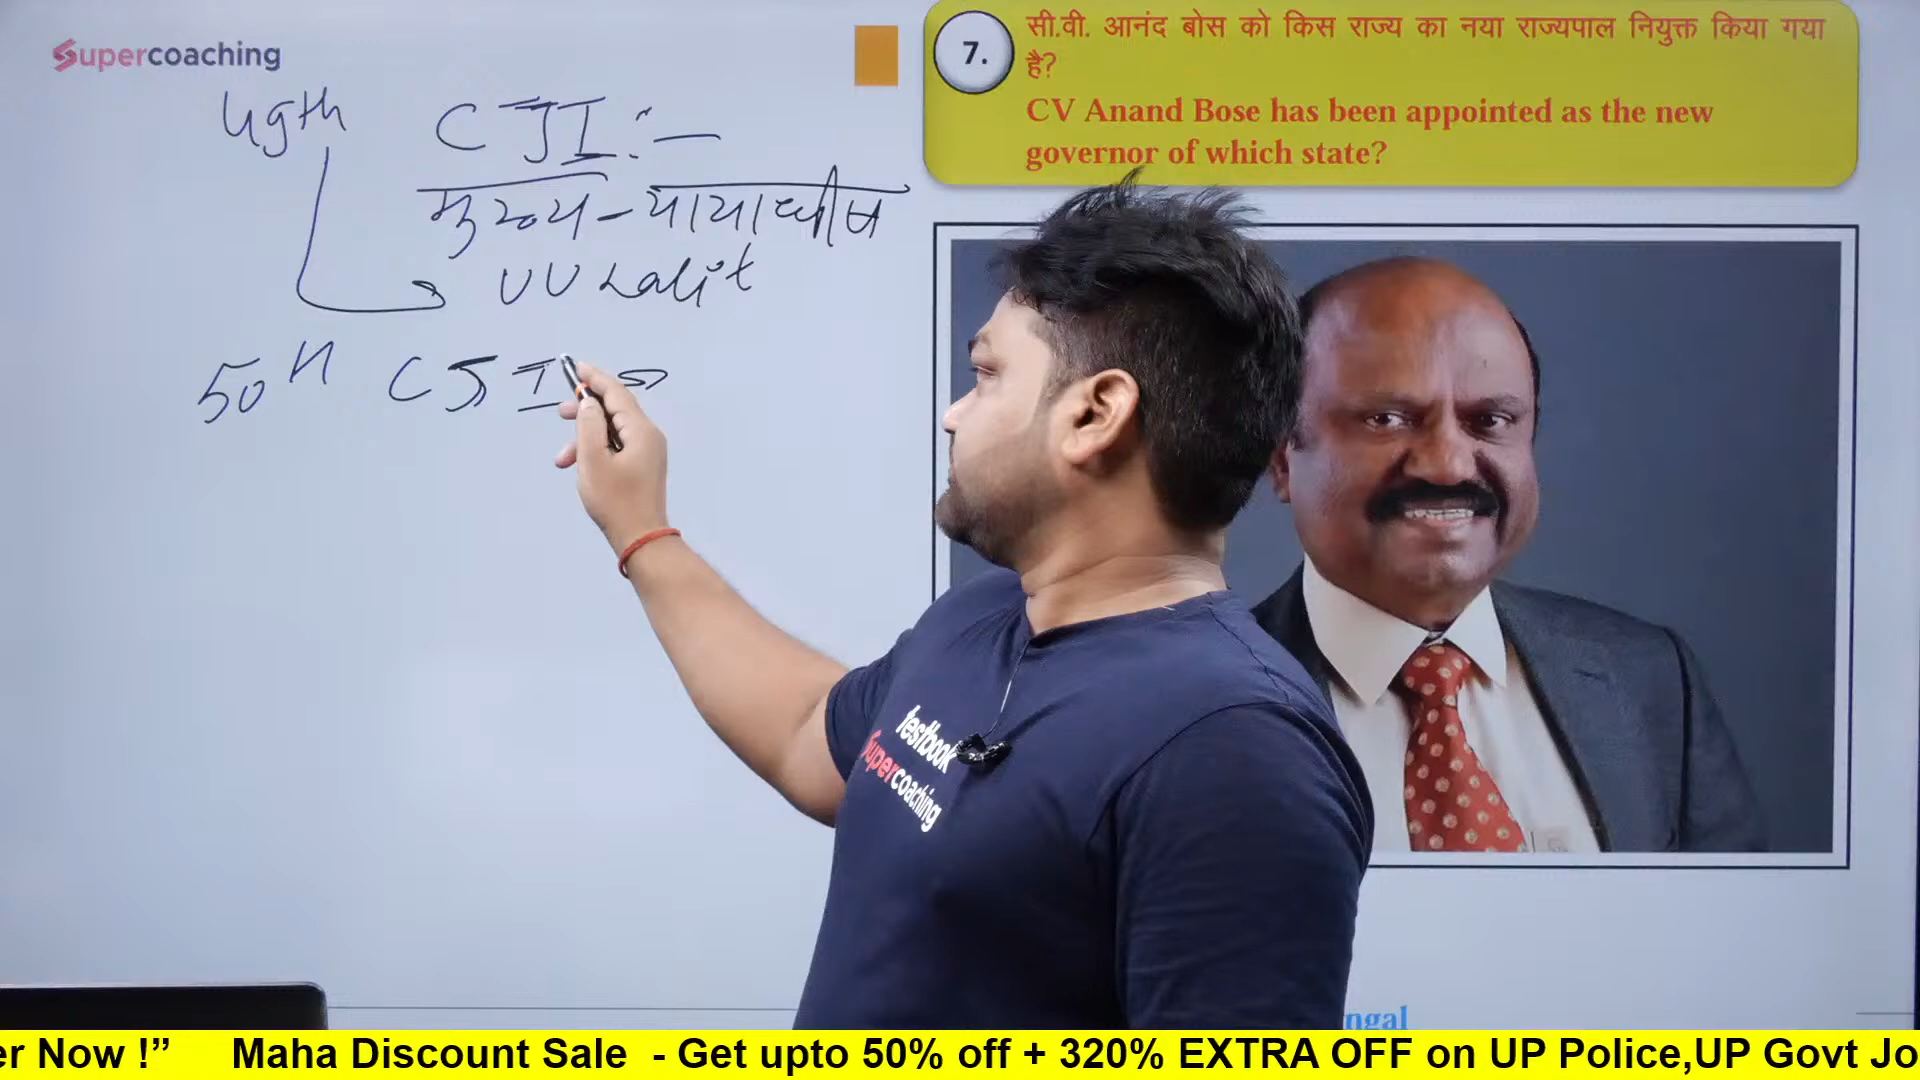 Supercoaching
49th CJI:-
मुख्य - न्यायाधीष
UU Lalit
50th CJI
7.
सी.वी. आनंद बोस को किस राज्य का नया राज्यपाल नियुक्त किया गया
है?
CV Anand Bose has been appointed as the new
governor of which state?
testbook
Supercoaching
ngal
er Now !” Maha Discount Sale - Get upto 50% off + 320% EXTRA OFF on UP Police,UP Govt Jo